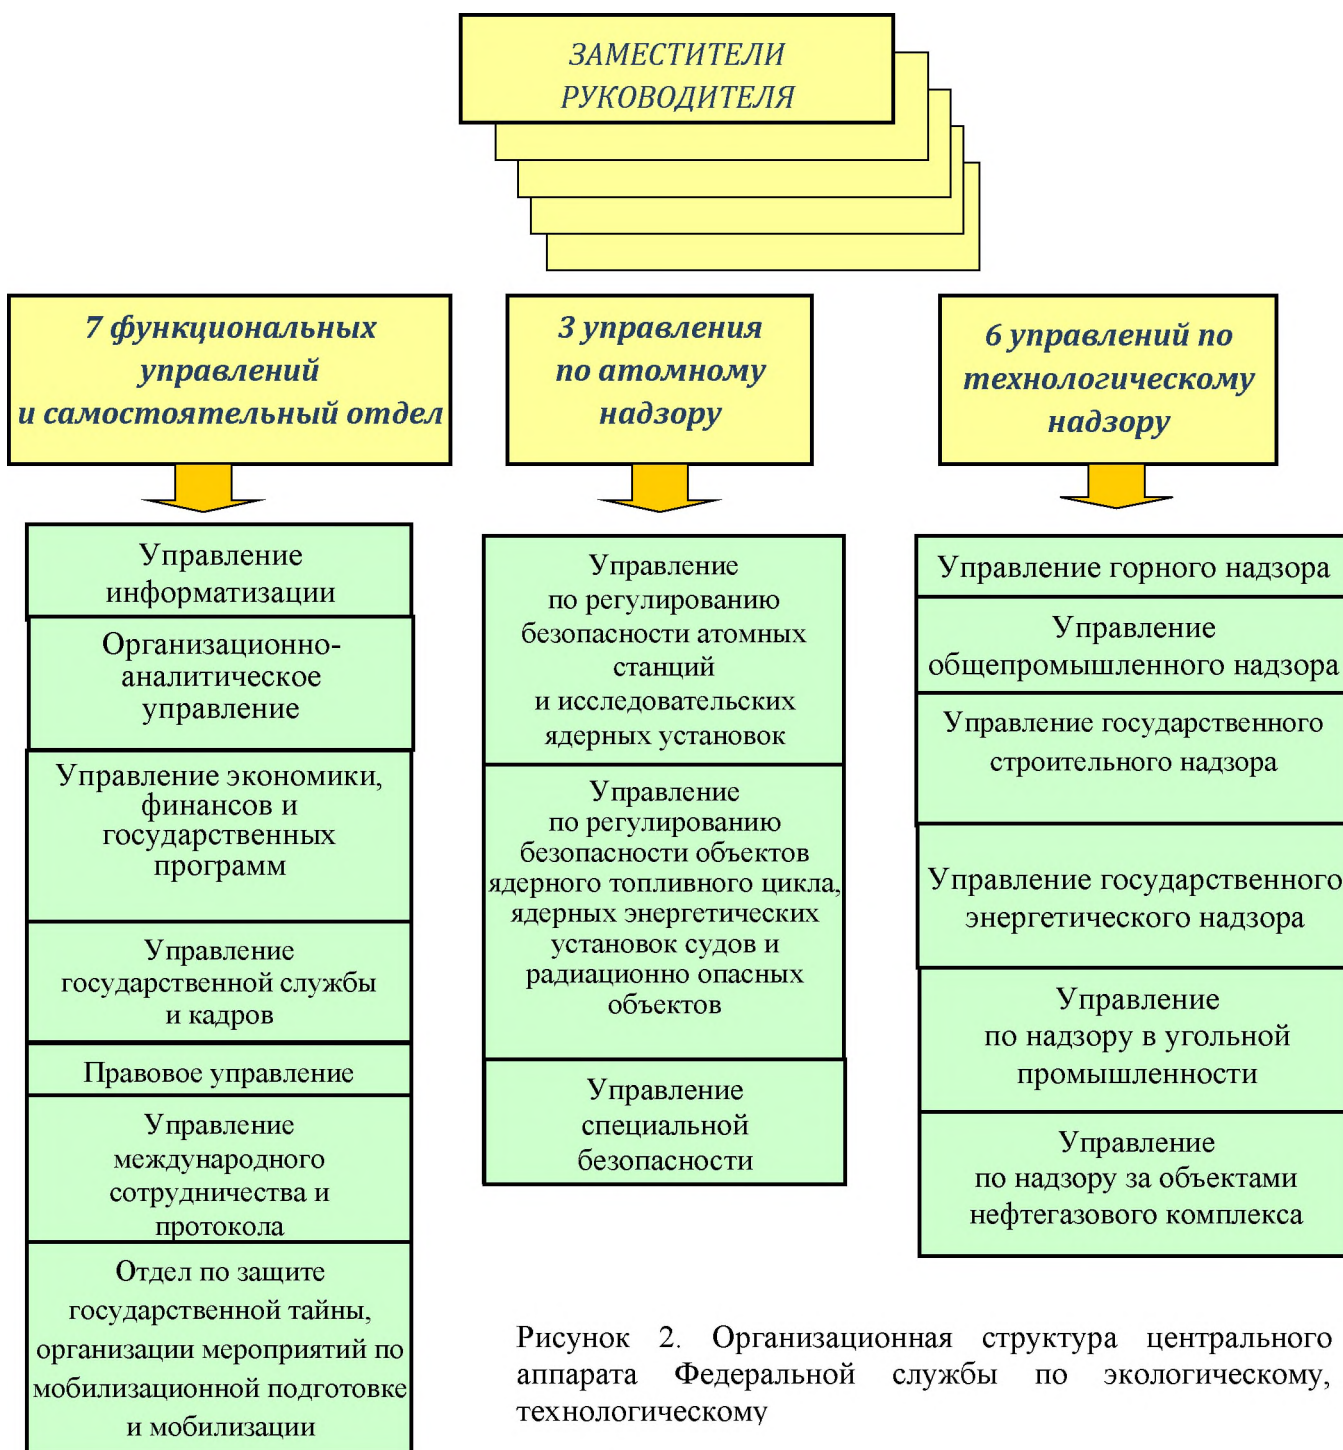 ЗАМЕСТИТЕЛИ
РУКОВОДИТЕЛЯ
7 функциональных
управлений
и самостоятельный отдел
3 управления
по атомному
надзору
6 управлений по
технологическому
надзору
Управление
информатизации
Организационно-
аналитическое
управление
Управление экономики,
финансов и
государственных
программ
Управление
государственной службы
и кадров
Правовое управление
Управление
международного
сотрудничества и
протокола
Отдел по защите
государственной тайны,
организации мероприятий по
мобилизационной подготовке
и мобилизации
Управление
по регулированию
безопасности атомных
станций
и исследовательских
ядерных установок
Управление
по регулированию
безопасности объектов
ядерного топливного цикла,
ядерных энергетических
установок судов и
радиационно опасных
объектов
Управление
специальной
безопасности
Управление горного надзора
Управление
общепромышленного надзора
Управление государственного
строительного надзора
Управление государственного
энергетического надзора
Управление
по надзору в угольной
промышленности
Управление
по надзору за объектами
нефтегазового комплекса
Рисунок 2. Организационная структура центрального
аппарата Федеральной службы по экологическому,
технологическому